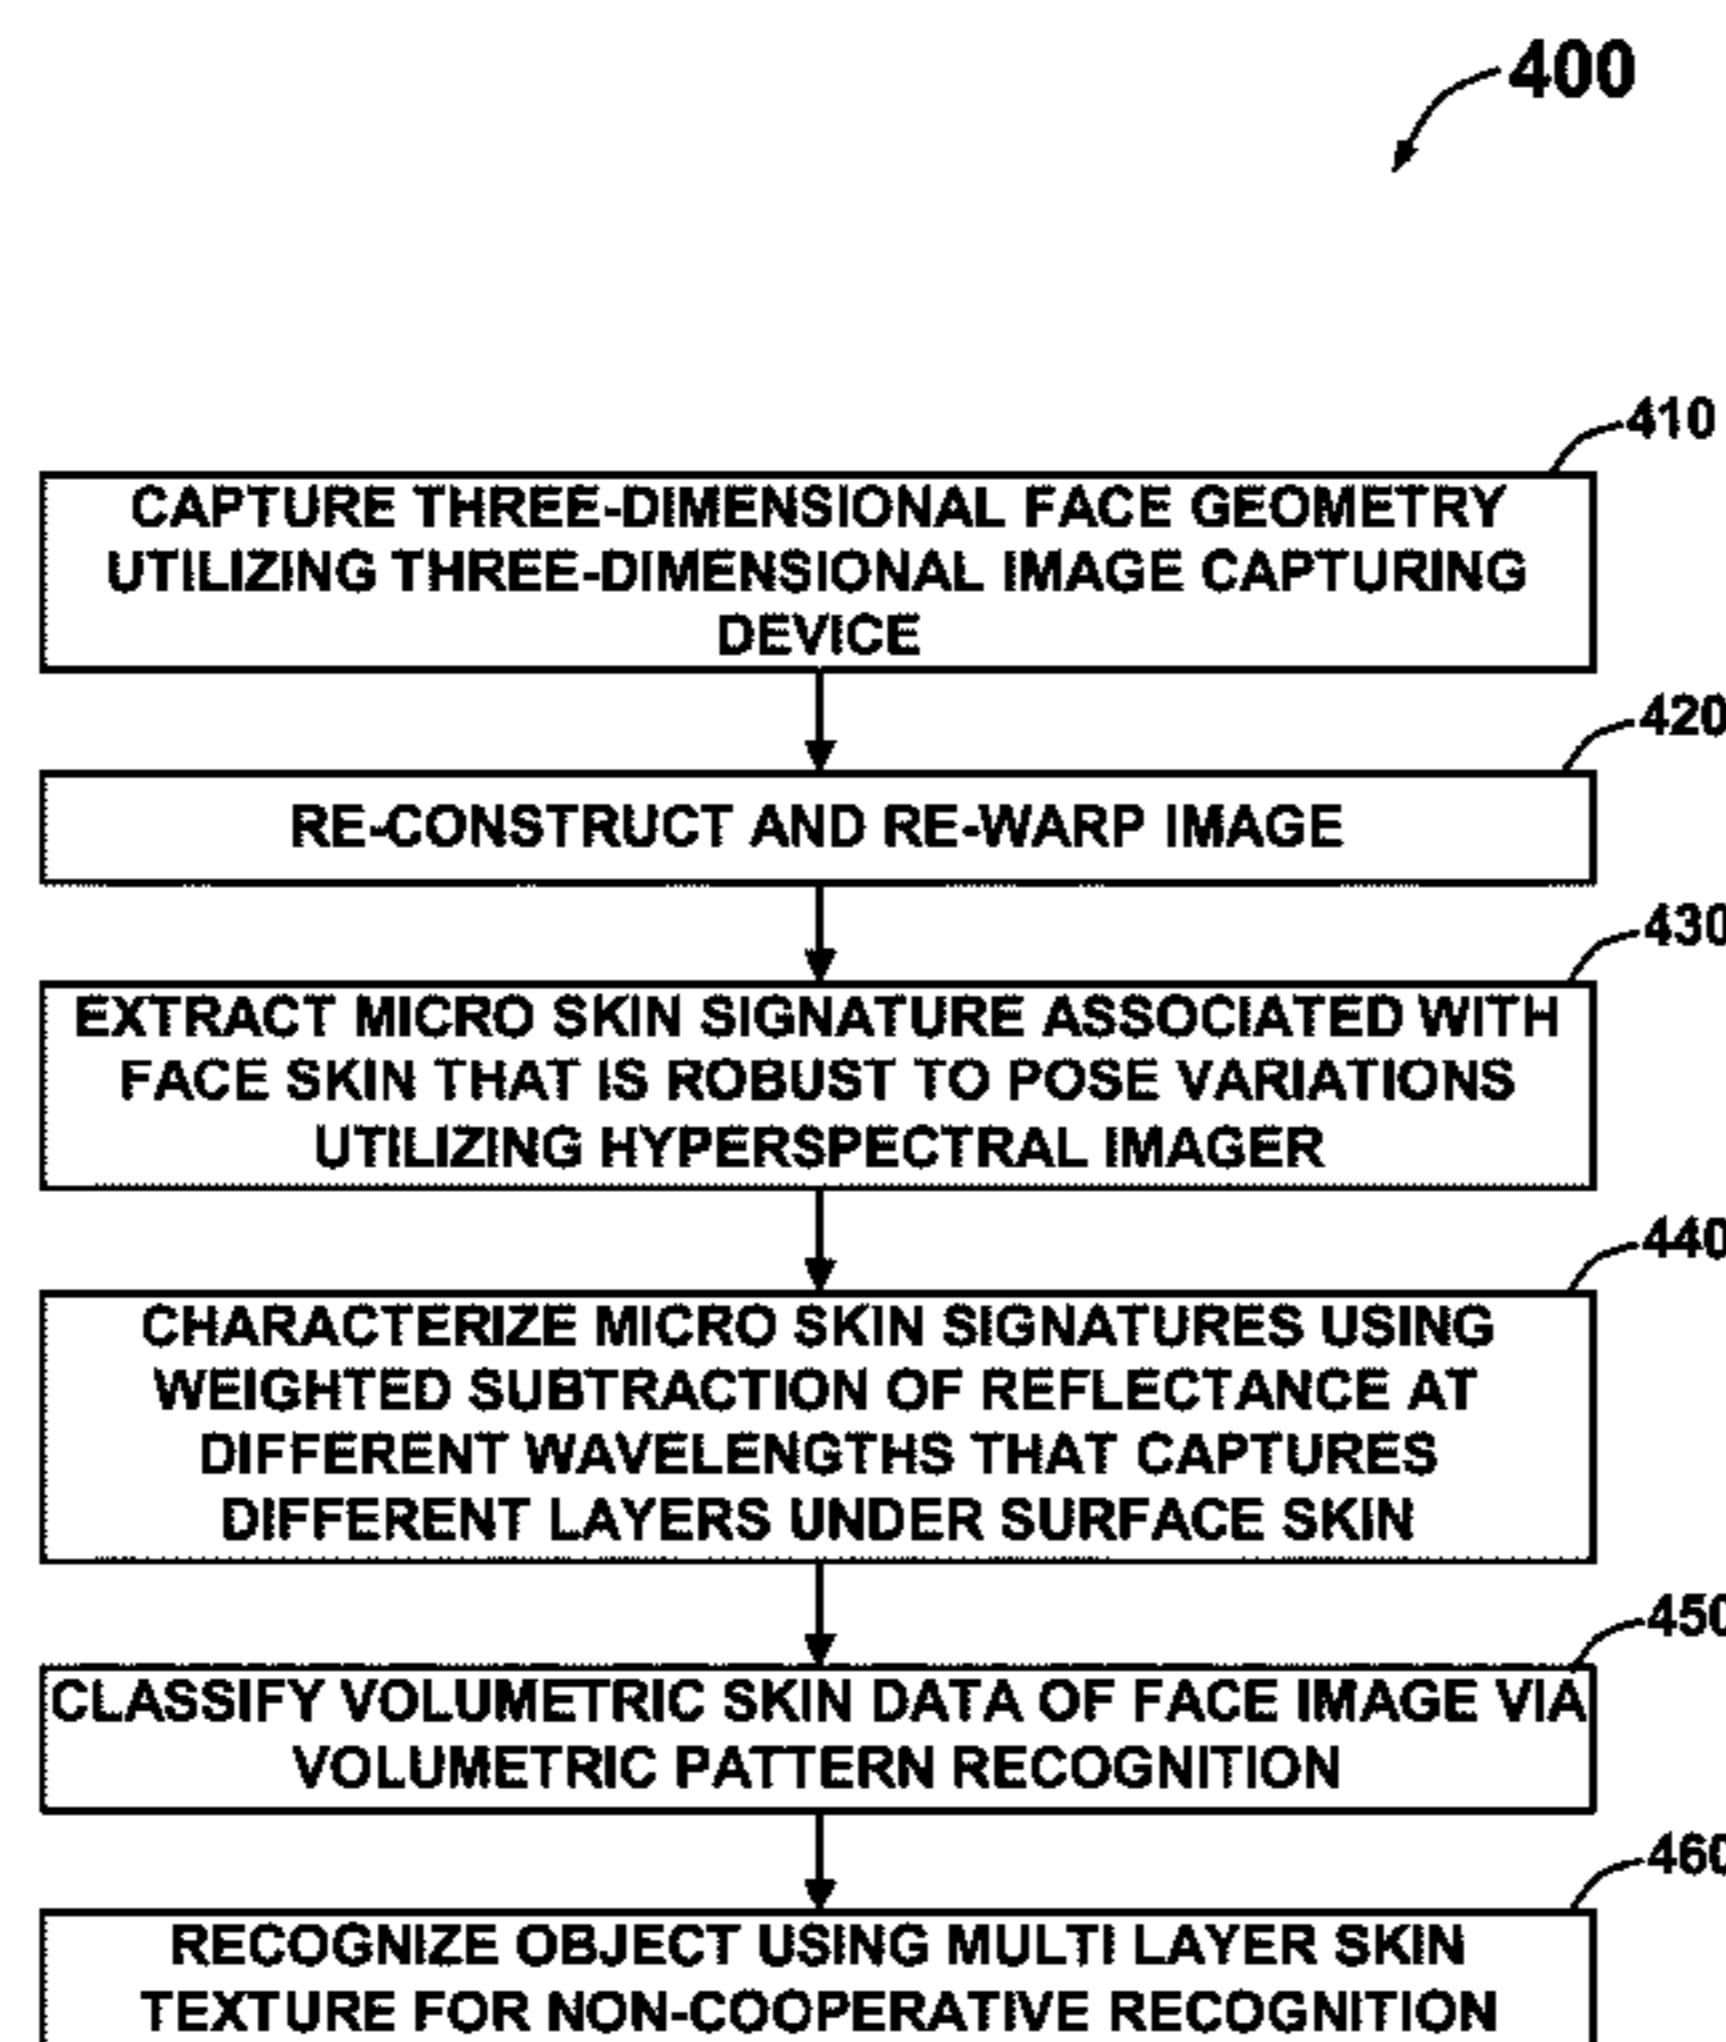 400
410
CAPTURE THREE-DIMENSIONAL FACE GEOMETRY
UTILIZING THREE-DIMENSIONAL IMAGE CAPTURING
DEVICE
420
RE-CONSTRUCT AND RE-WARP IMAGE
430
EXTRACT MICRO SKIN SIGNATURE ASSOCIATED WITH
FACE SKIN THAT IS ROBUST TO POSE VARIATIONS
UTILIZING HYPERSPECTRAL IMAGER
440
CHARACTERIZE MICRO SKIN SIGNATURES USING
WEIGHTED SUBTRACTION OF REFLECTANCE AT
DIFFERENT WAVELENGTHS THAT CAPTURES
DIFFERENT LAYERS UNDER SURFACE SKIN
450
CLASSIFY VOLUMETRIC SKIN DATA OF FACE IMAGE VIA
VOLUMETRIC PATTERN RECOGNITION
460
RECOGNIZE OBJECT USING MULTI LAYER SKIN
TEXTURE FOR NON-COOPERATIVE RECOGNITION